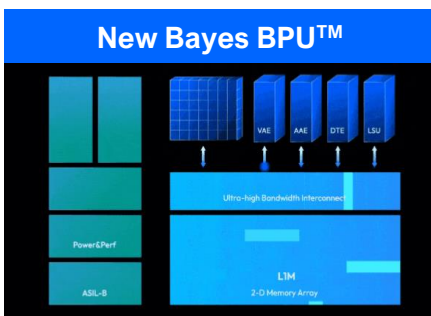 New Bayes BPU™
VAE
AAE
DTE
LSU
Ultra-high Bandwidth Interconnect
Power&Perf
L1M
ASIL-B
2-D Memory Array